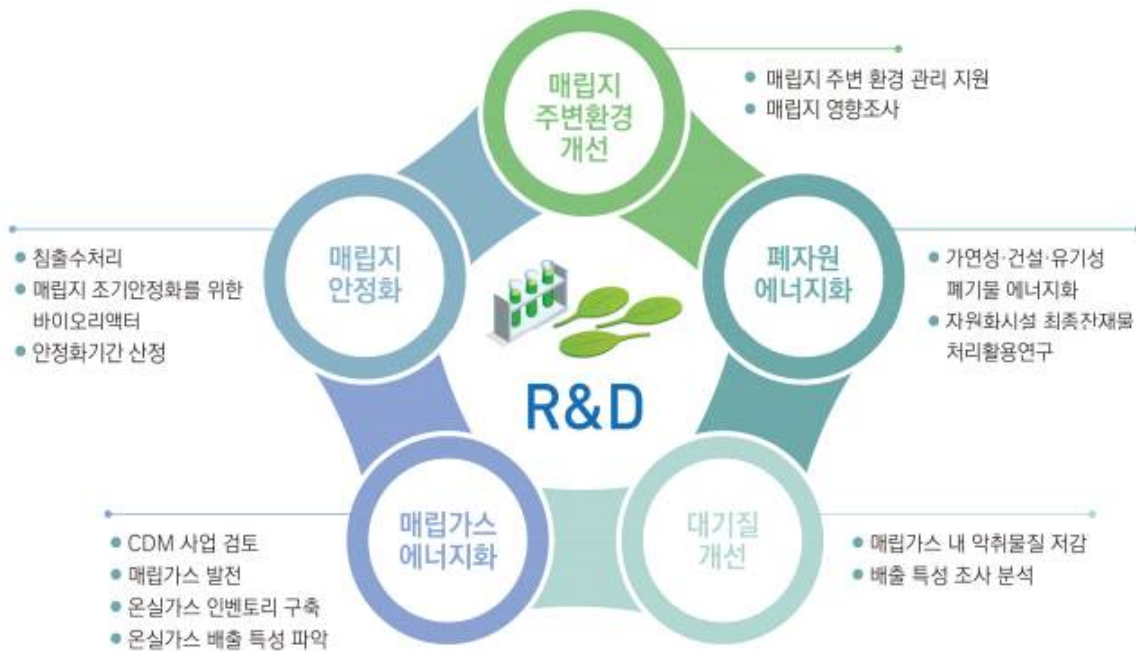 매립지
주변환경
개선
● 매립지 주변 환경 관리 지원
● 매립지 영향조사
매립지
안정화
● 침출수처리
● 매립지 조기안정화를 위한
바이오리액터
● 안정화기간 산정
폐자원
에너지화
● 가연성·건설·유기성
폐기물 에너지화
● 자원화시설 최종잔재물
처리활용연구
R&D
매립가스
에너지화
● CDM 사업 검토
● 매립가스 발전
● 온실가스 인벤토리 구축
● 온실가스 배출 특성 파악
대기질
개선
● 매립가스 내 악취물질 저감
● 배출 특성 조사 분석